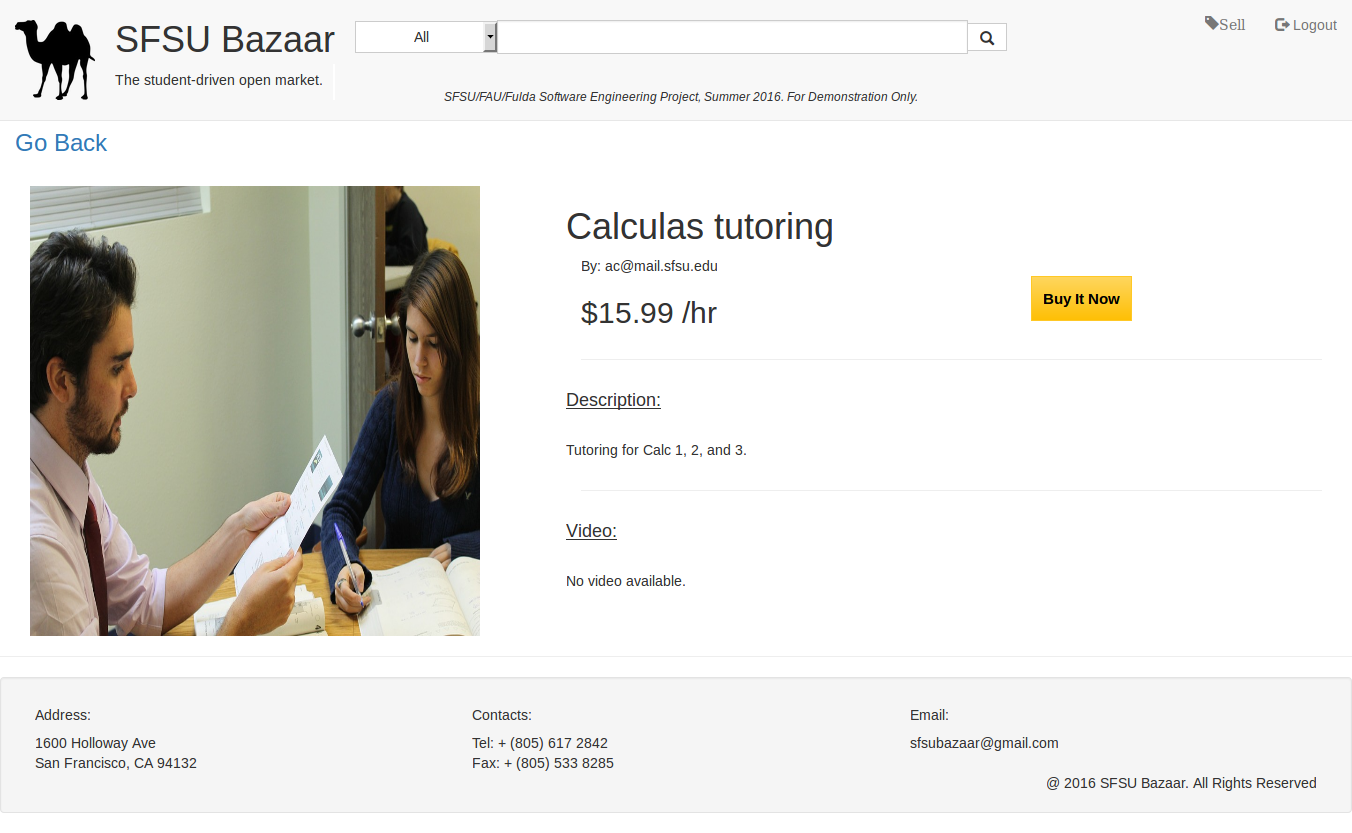 SFSU Bazaar
The student-driven open market.
All
Sell
Logout
SFSU/FAU/Fulda Software Engineering Project, Summer 2016. For Demonstration Only.
Go Back
Calculas tutoring
By: ac@mail.sfsu.edu
$15.99 /hr
Buy It Now
Description:
Tutoring for Calc 1, 2, and 3.
Video:
No video available.
Address:
1600 Holloway Ave
San Francisco, CA 94132
Contacts:
Tel: + (805) 617 2842
Fax: + (805) 533 8285
Email:
sfsubazaar@gmail.com
@ 2016 SFSU Bazaar. All Rights Reserved